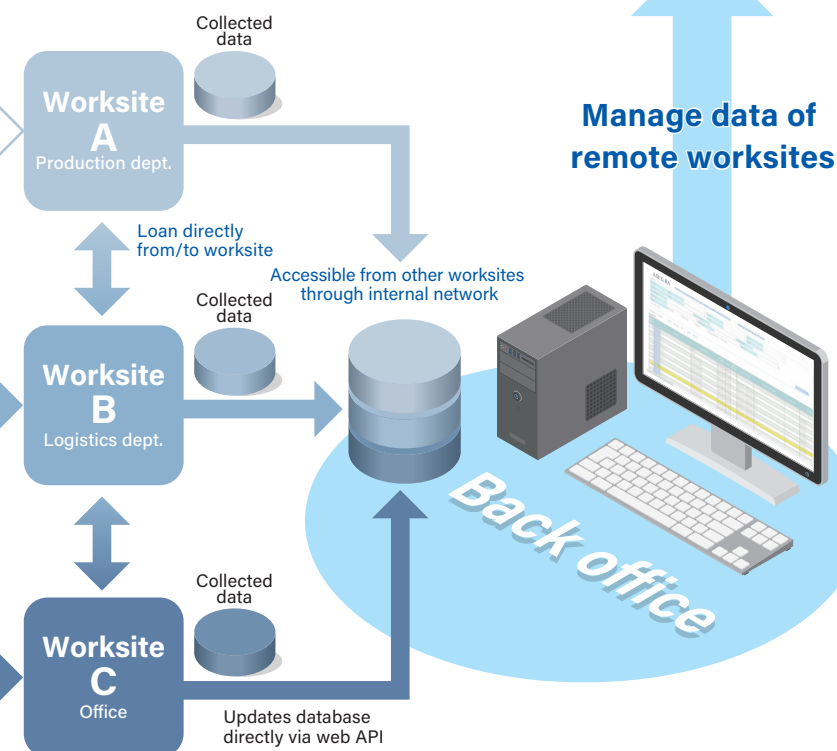 Collected
data
Worksite
A
Production dept.
Manage data of
remote worksites
Loan directly
from/to worksite
Accessible from other worksites
through internal network
Collected
data
Worksite
B
Logistics dept.
Back office
Collected
data
Worksite
C
Office
Updates database
directly via web API